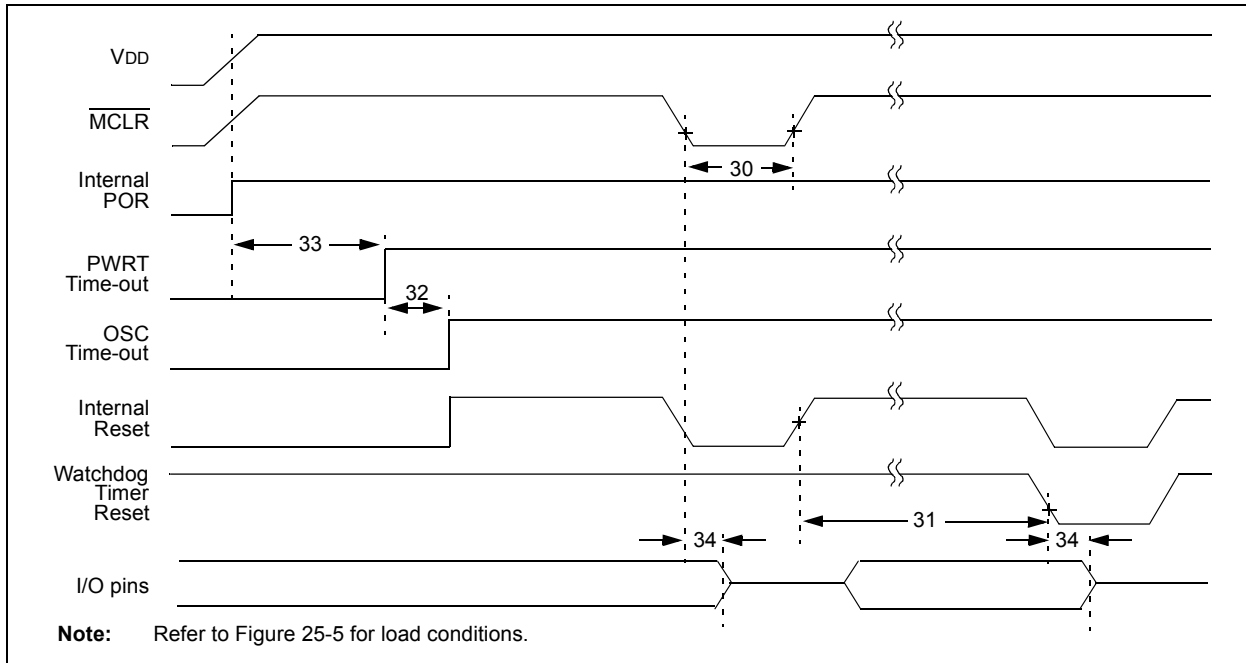 VDD
MCLR
30
Internal
POR
33
PWRT
Time-out
32
OSC
Time-out
Internal
Reset
Watchdog
Timer
Reset
31
34
34
I/O pins
Note: Refer to Figure 25-5 for load conditions.